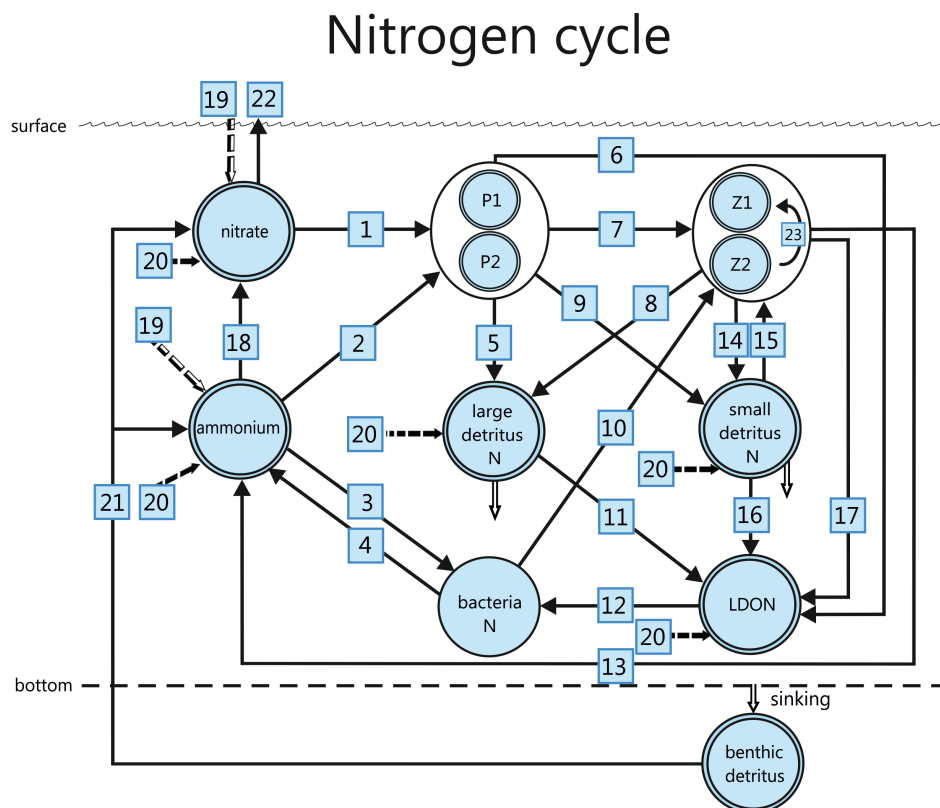 Nitrogen cycle
19
22
surface
6
P1
Z1
nitrate
1
7
23
P2
Z2
20
9
8
19
18
2
5
14
15
large
detritus
N
small
detritus
N
ammonium
20
10
20
20
21
3
11
16
17
4
bacteria
N
12
LDON
20
13
bottom
sinking
benthic
detritus